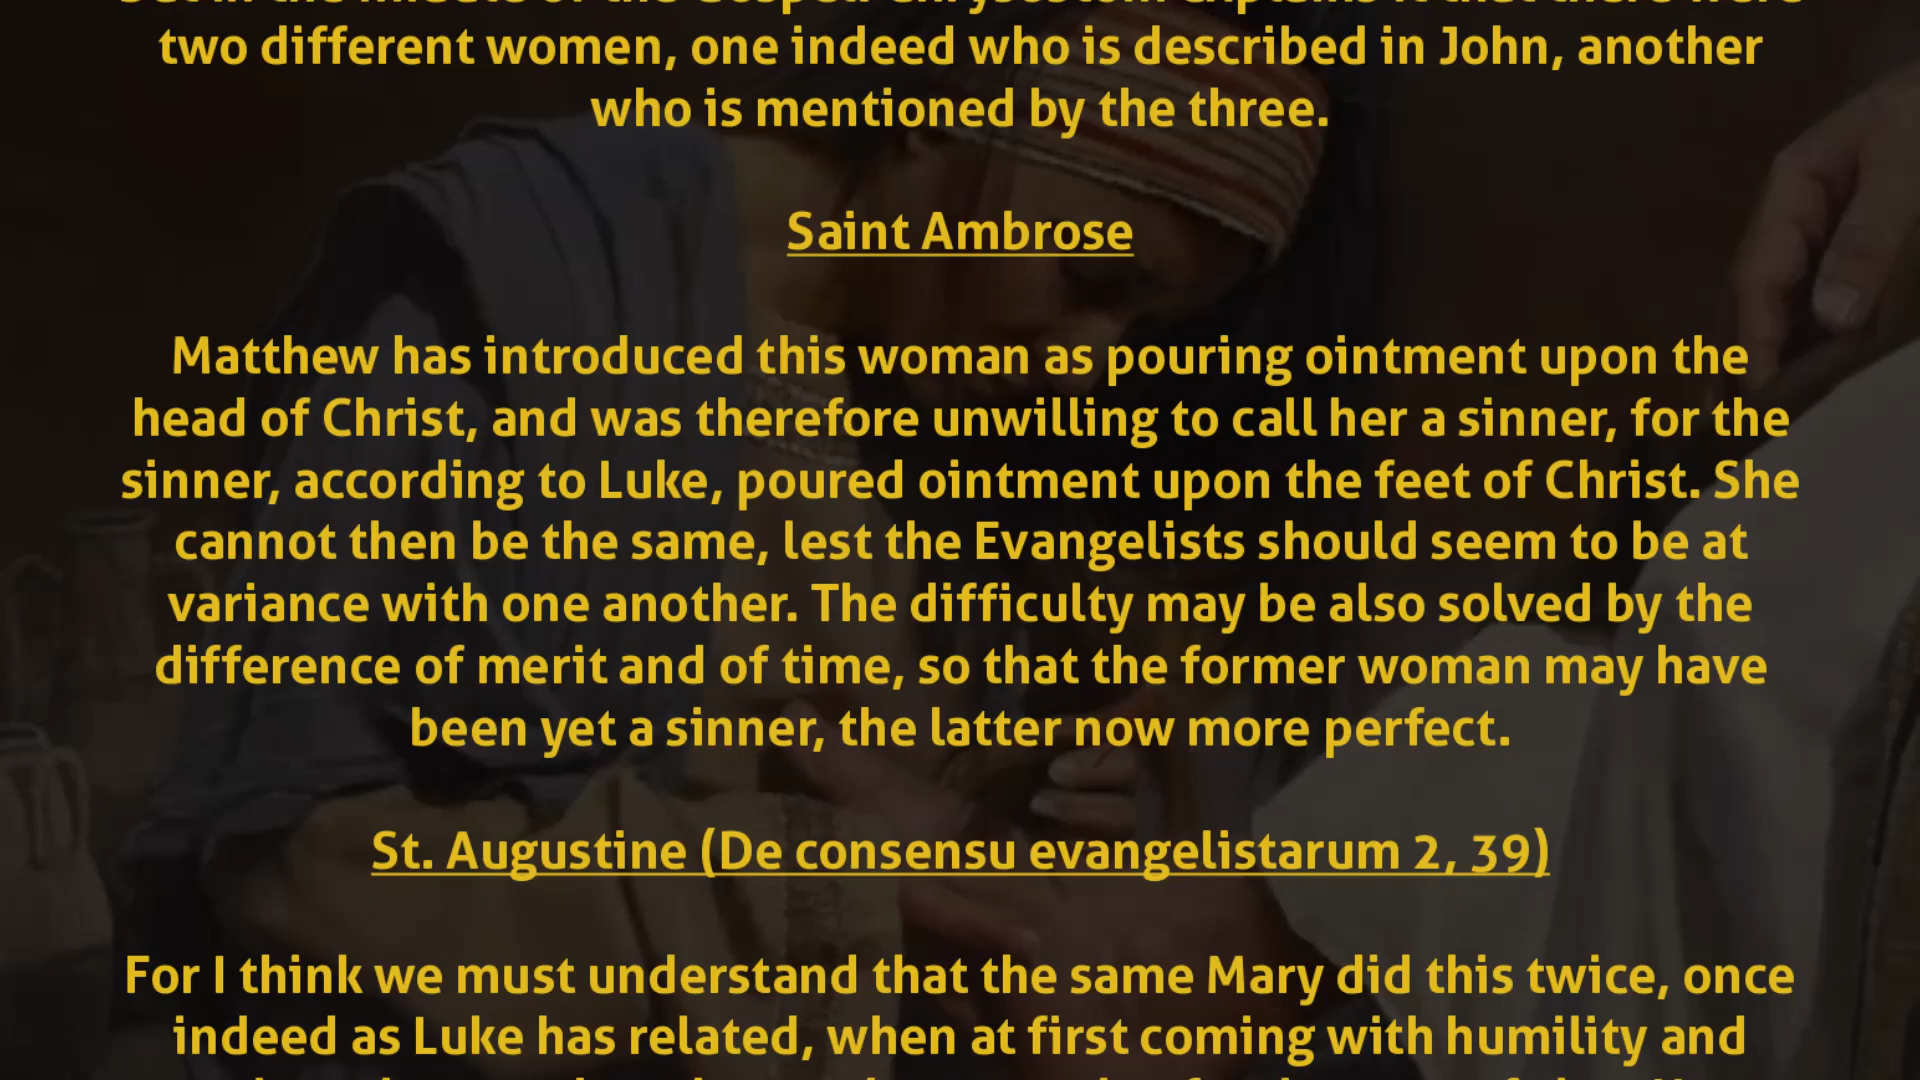 two different women, one indeed who is described in John, another
who is mentioned by the three.
Saint Ambrose
Matthew has introduced this woman as pouring ointment upon the
head of Christ, and was therefore unwilling to call her a sinner, for the
sinner, according to Luke, poured ointment upon the feet of Christ. She
cannot then be the same, lest the Evangelists should seem to be at
variance with one another. The difficulty may be also solved by the
difference of merit and of time, so that the former woman may have
been yet a sinner, the latter now more perfect.
St. Augustine (De consensu evangelistarum 2, 39)
For I think we must understand that the same Mary did this twice, once
indeed as Luke has related, when at first coming with humility and